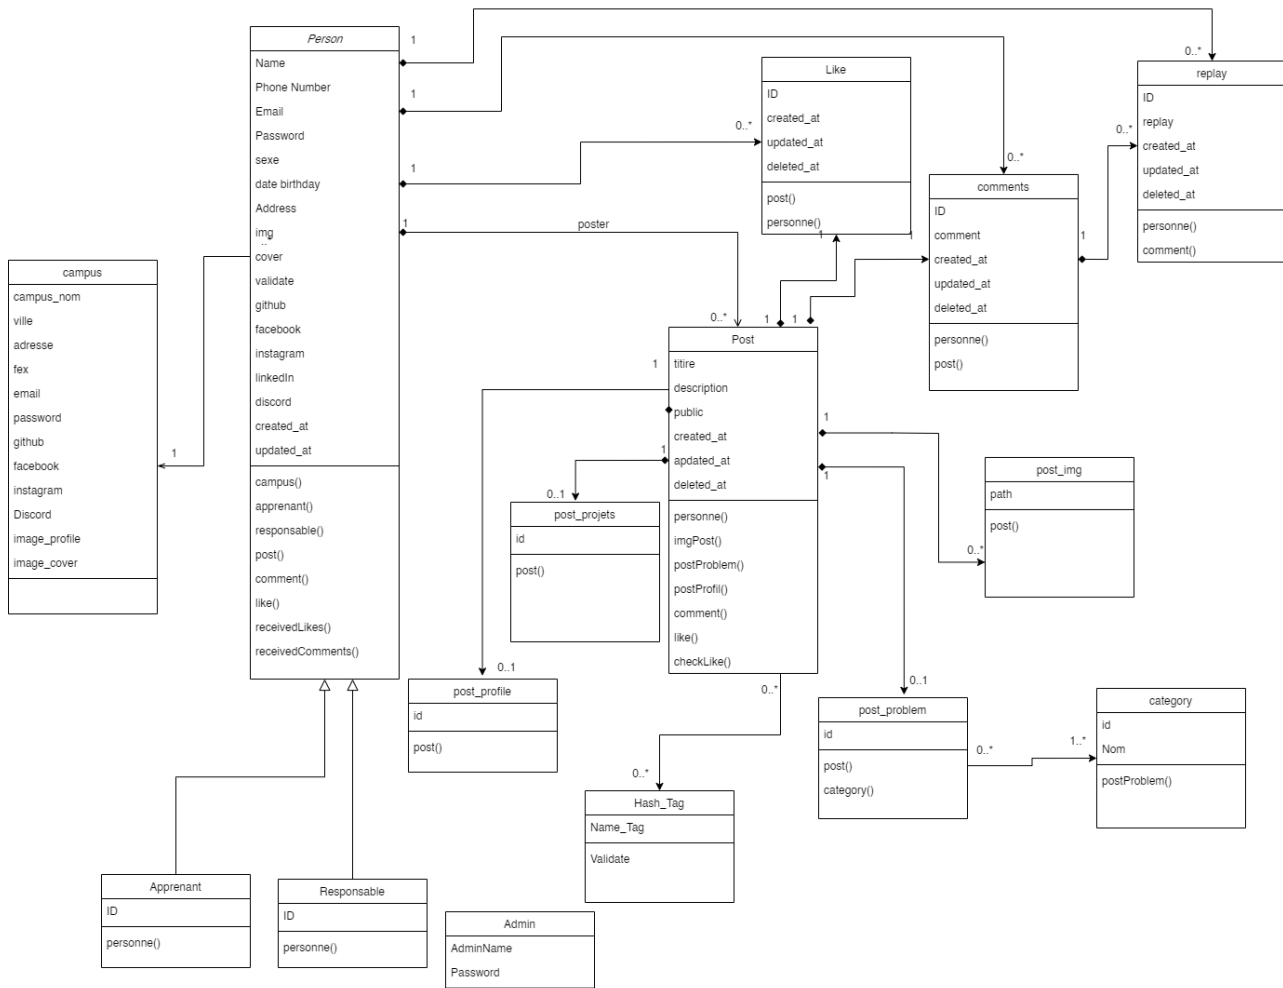 Person
Name
Phone Number
Email
Password
sexe
date birthday
Address
img
cover
validate
github
facebook
instagram
linkedIn
discord
created_at
updated_at
campus()
apprenant()
responsable()
post()
comment()
like()
receivedLikes()
receivedComments()
1
1
1
1
poster
0..*
0..*
0..*
0..*
Like
ID
created_at
updated_at
deleted_at
post()
personne()
1
replay
ID
replay
created_at
updated_at
deleted_at
personne()
comment()
0..*
1
comments
ID
comment
created_at
updated_at
deleted_at
personne()
post()
1
campus
campus_nom
ville
adresse
fex
email
password
github
facebook
instagram
Discord
image_profile
image_cover
1
Post
titire
description
public
created_at
apdated_at
deleted_at
personne()
imgPost()
postProblem()
postProfil()
comment()
like()
checkLike()
1
1
1
1
1
1
0..1
post_projets
id
post()
post_img
path
post()
0..*
0..1
post_profile
id
post()
0..1
post_problem
id
post()
category()
0..*
1..*
category
id
Nom
postProblem()
0..*
0..*
Hash_Tag
Name_Tag
Validate
Apprenant
ID
personne()
Responsable
ID
personne()
Admin
AdminName
Password